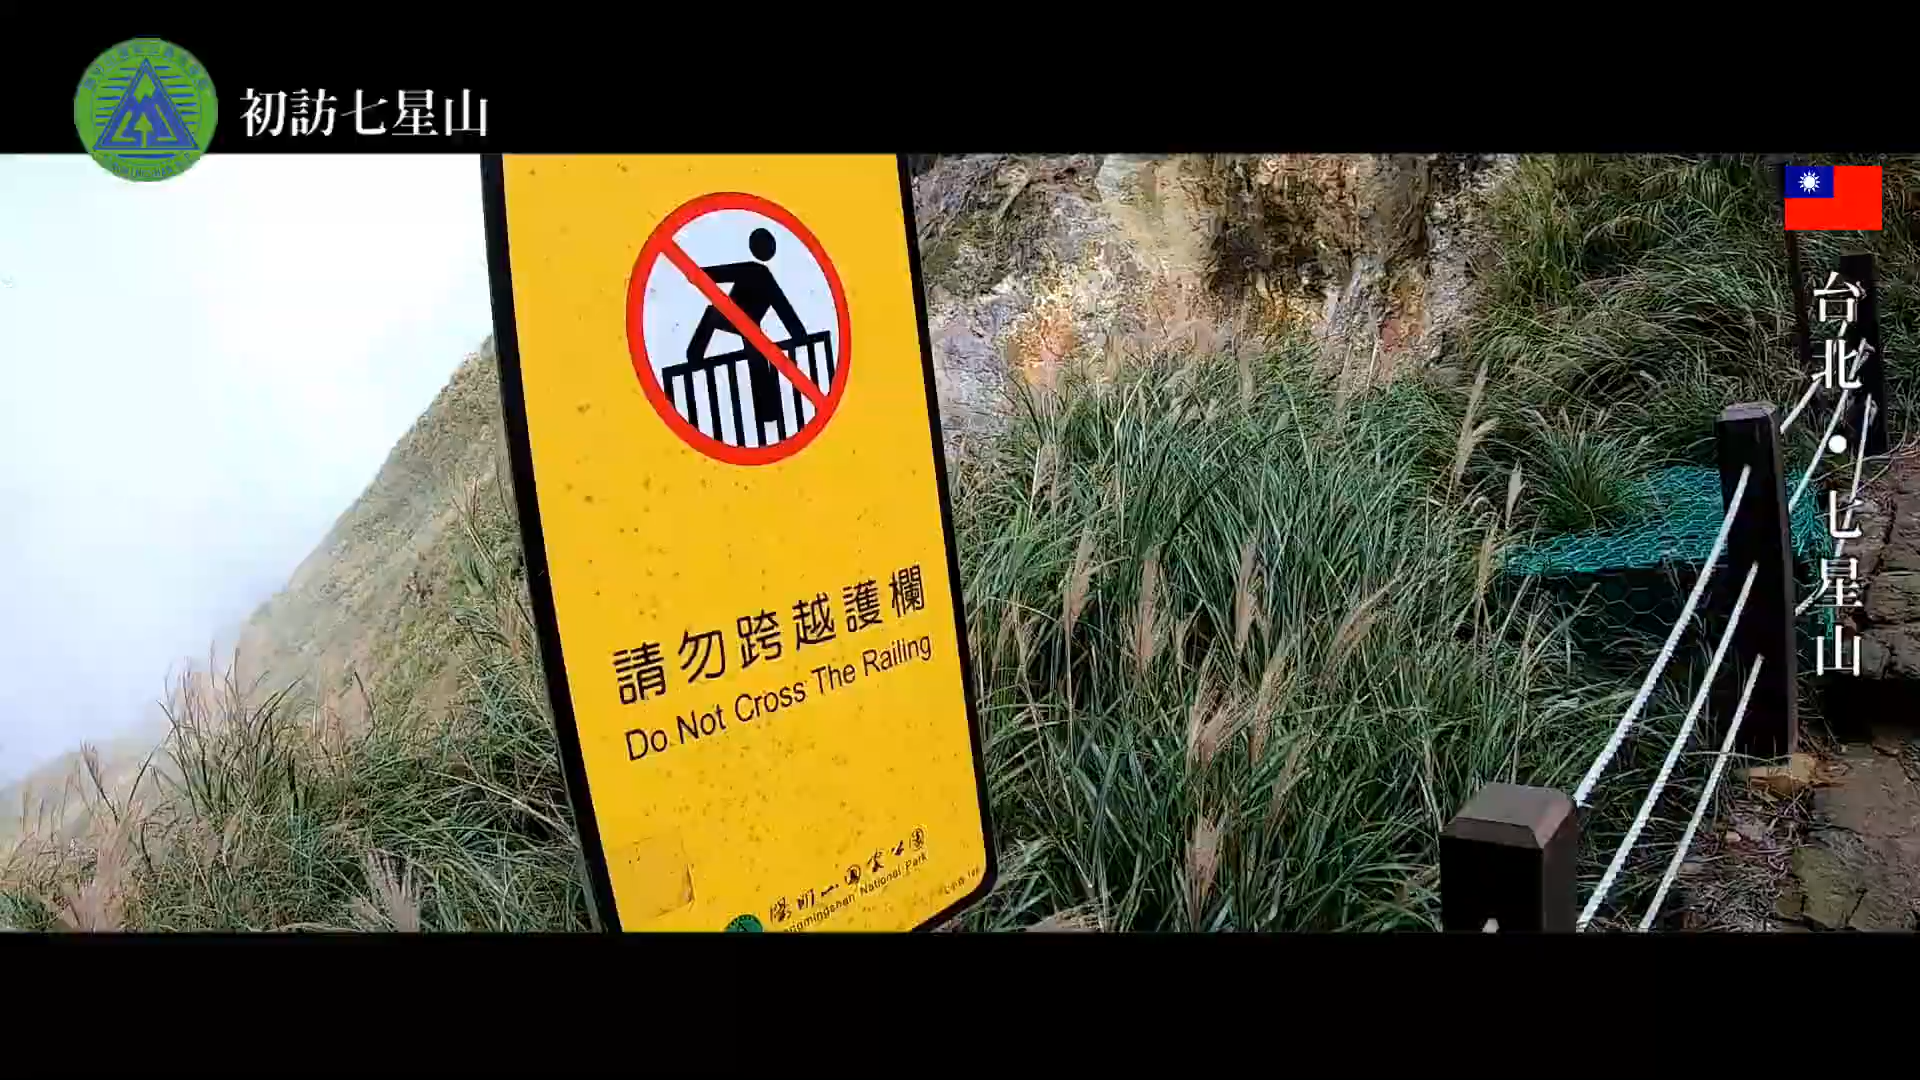 初訪七星山
台北•七星山
請勿跨越護欄
Do Not Cross The Railing
陽明山國家公園
National Park